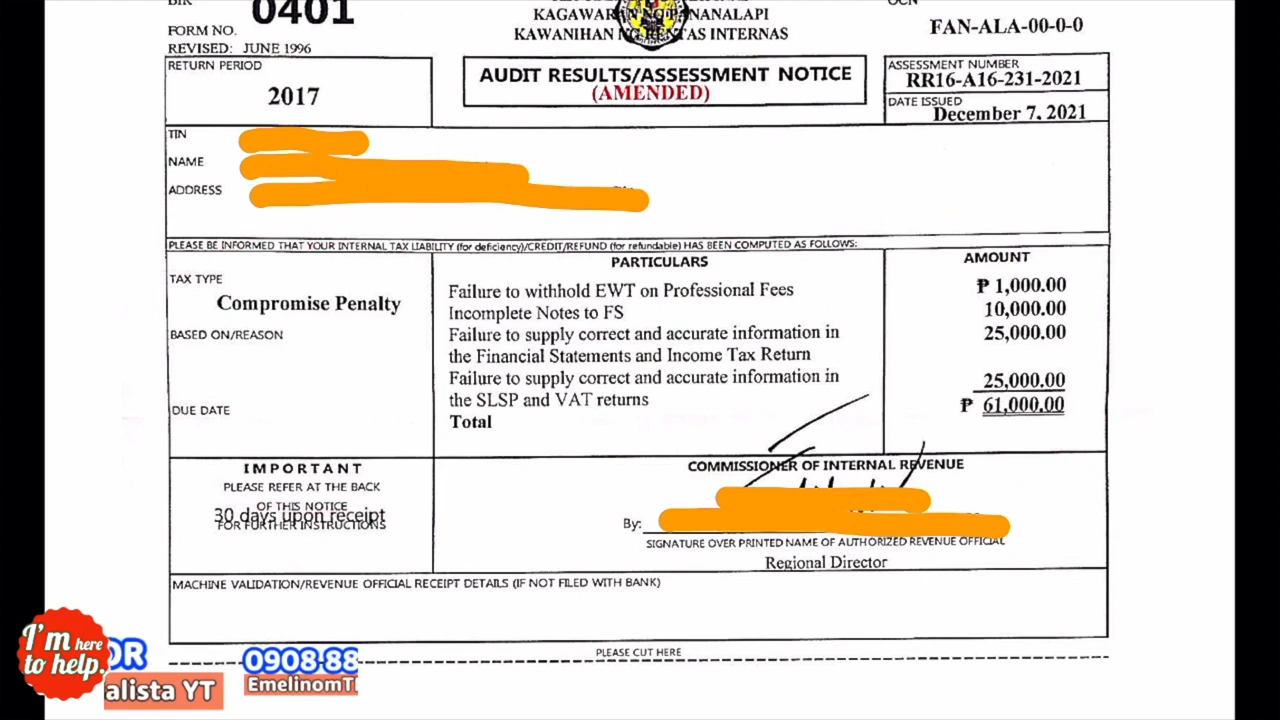 0401
FORM NO.
REVISED: JUNE 1996
KAGAWARAN NG PANANALAPI
KAWANIHAN NG RENTAS INTERNAS
FAN-ALA-00-0-0
RETURN PERIOD
2017
AUDIT RESULTS/ASSESSMENT NOTICE
(AMENDED)
ASSESSMENT NUMBER
RR16-A16-231-2021
DATE ISSUED
December 7, 2021
TIN
NAME
ADDRESS
PLEASE BE INFORMED THAT YOUR INTERNAL TAX LIABILITY (for deficiency)/CREDIT/REFUND (for refundable) HAS BEEN COMPUTED AS FOLLOWS:
TAX TYPE
Compromise Penalty
BASED ON/REASON
DUE DATE
PARTICULARS
AMOUNT
Failure to withhold EWT on Professional Fees ₱ 1,000.00
Incomplete Notes to FS 10,000.00
Failure to supply correct and accurate information in 25,000.00
the Financial Statements and Income Tax Return
Failure to supply correct and accurate information in 25,000.00
the SLSP and VAT returns
Total ₱ 61,000.00
IMPORTANT
PLEASE REFER AT THE BACK
OF THIS NOTICE
30 days upon receipt
FOR FURTHER INSTRUCTIONS
COMMISSIONER OF INTERNAL REVENUE
By:
SIGNATURE OVER PRINTED NAME OF AUTHORIZED REVENUE OFFICIAL
Regional Director
MACHINE VALIDATION/REVENUE OFFICIAL RECEIPT DETAILS (IF NOT FILED WITH BANK)
PLEASE CUT HERE
I'm here
to help.
OR
alista YT
0908-88